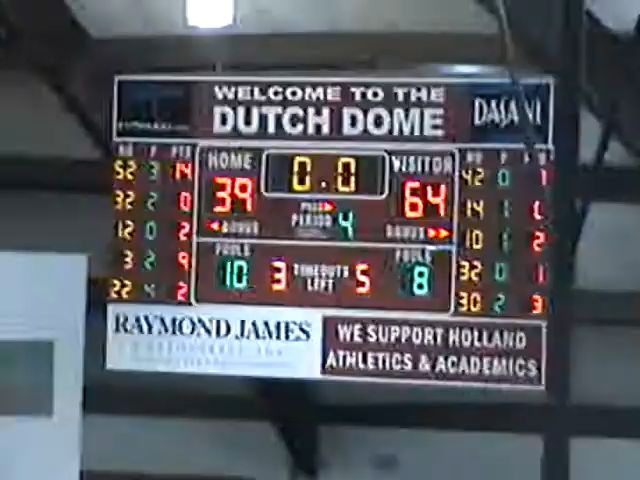 WELCOME TO THE
DUTCH DOME
DASANI
NO F PTS
HOME
0.0
VISITOR
52 3 14
39
64
42 0 1
32 2 0
POSS
PERIOD
4
14 1
12 0 2
BONUS
BONUS
10 1 2
3 2 9
FOULS
10
3
TIMEOUTS
LEFT
5
FOULS
8
32 0 1
22 4 2
30 2 3
RAYMOND JAMES
WE SUPPORT HOLLAND
ATHLETICS & ACADEMICS